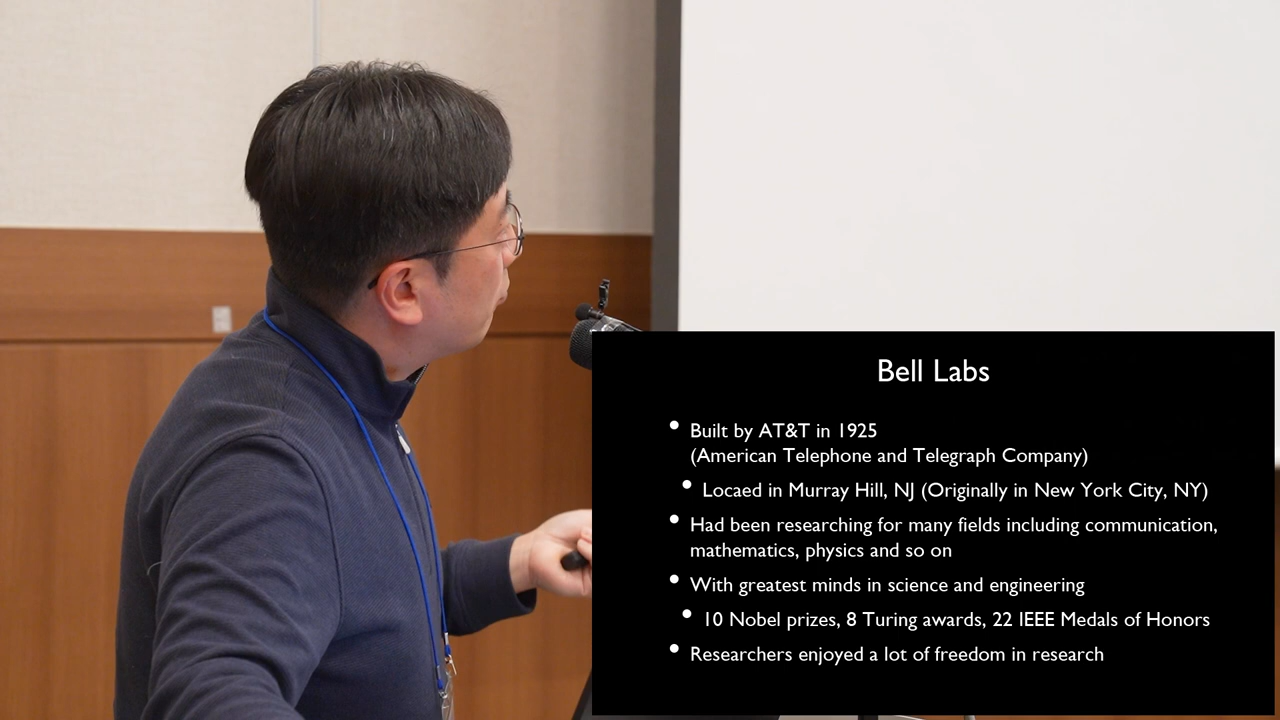 Bell Labs
• Built by AT&T in 1925
(American Telephone and Telegraph Company)
• Locaed in Murray Hill, NJ (Originally in New York City, NY)
• Had been researching for many fields including communication,
mathematics, physics and so on
• With greatest minds in science and engineering
• 10 Nobel prizes, 8 Turing awards, 22 IEEE Medals of Honors
• Researchers enjoyed a lot of freedom in research